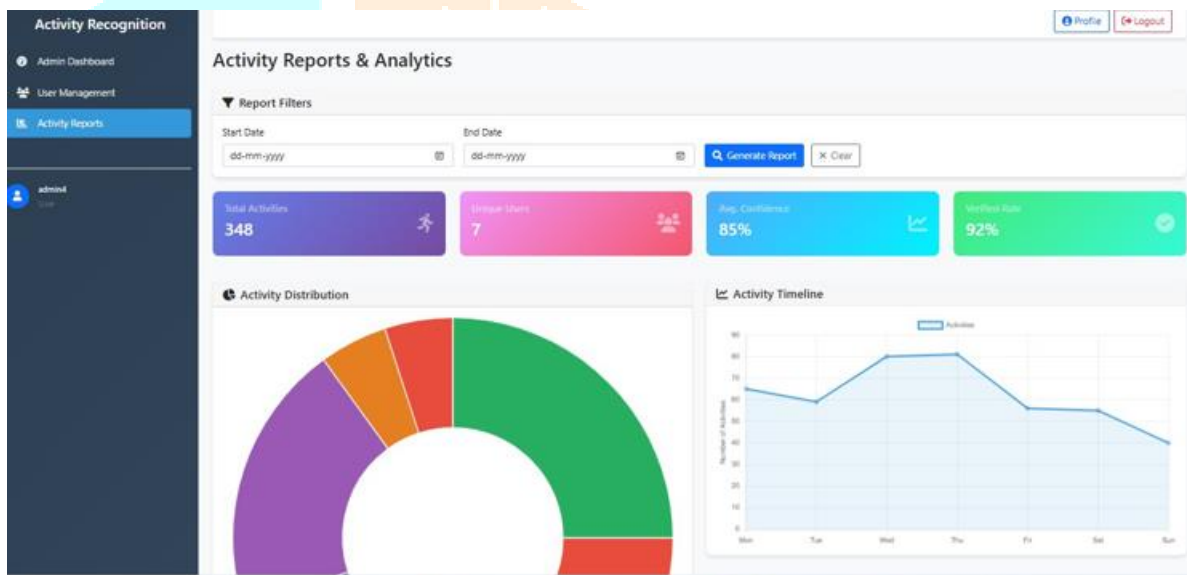 Activity Recognition
Profile
Logout
Admin Dashboard
User Management
Activity Reports
admin4
Activity Reports & Analytics
Report Filters
Start Date
End Date
dd-mm-yyyy
dd-mm-yyyy
Generate Report
Clear
Total Activities
348
Unique Users
7
Avg. Confidence
85%
Verified Rate
92%
Activity Distribution
Activity Timeline
Activities
Number of Activities
90
80
70
60
50
40
30
20
10
0
Mon Tue Wed Thu Fri Sat Sun